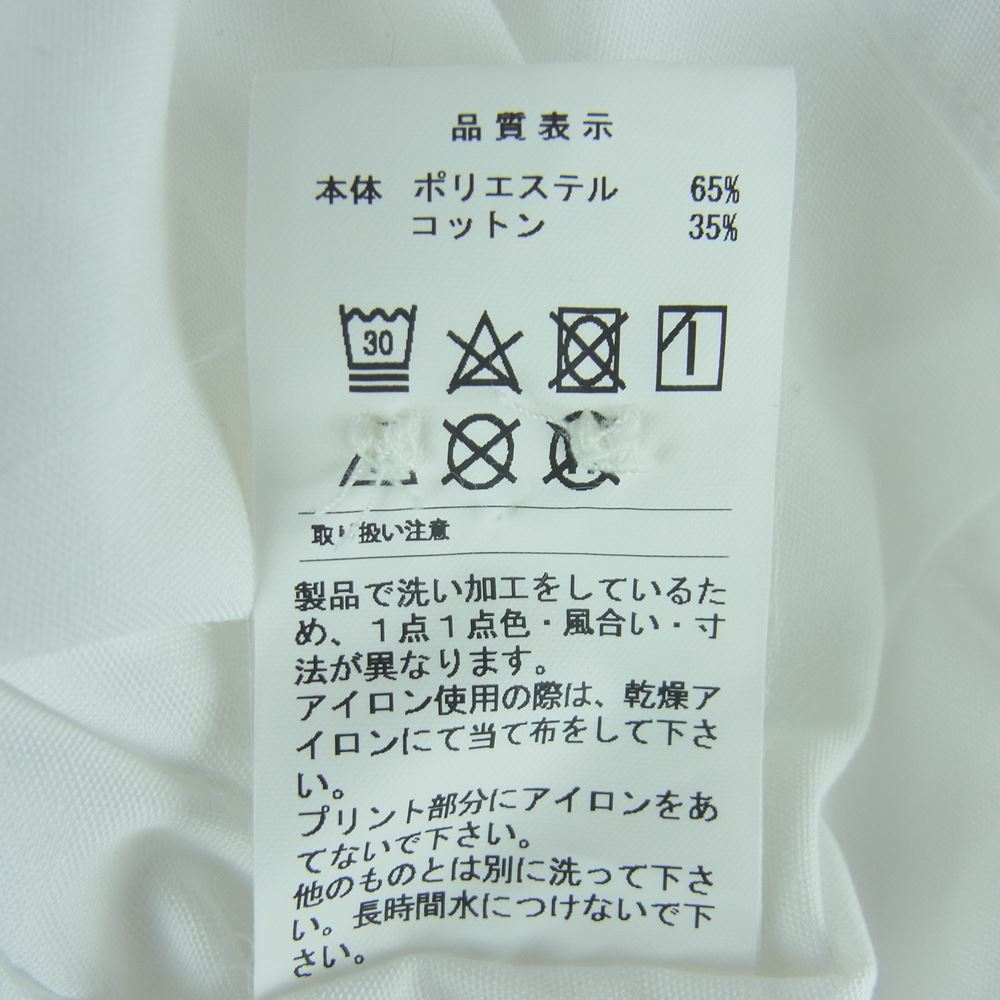 品質表示
本体 ポリエステル 65%
コットン 35%
30
取り扱い注意
製品で洗い加工をしているた
め、１点１点色・風合い・寸
法が異なります。
アイロン使用の際は、乾燥ア
イロンにて当て布をして下さ
い。
プリント部分にアイロンをあ
てないで下さい。
他のものとは別に洗って下さ
い。長時間水につけないで下
さい。